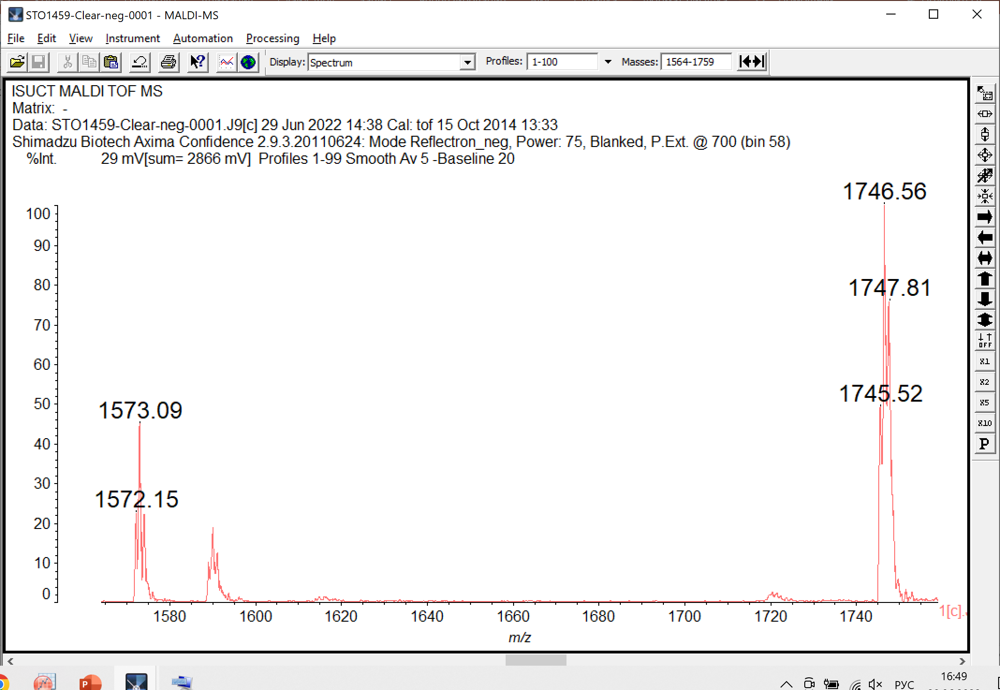 STO1459-Clear-neg-0001 - MALDI-MS
File Edit View Instrument Automation Processing Help
Display: Spectrum Profiles: 1-100 Masses: 1564-1759
ISUCT MALDI TOF MS
Matrix: -
Data: STO1459-Clear-neg-0001.J9[c] 29 Jun 2022 14:38 Cal: tof 15 Oct 2014 13:33
Shimadzu Biotech Axima Confidence 2.9.3.20110624: Mode Reflectron_neg, Power: 75, Blanked, P.Ext. @ 700 (bin 58)
%Int. 29 mV[sum= 2866 mV] Profiles 1-99 Smooth Av 5 -Baseline 20
1746.56
100
90
80
1747.81
70
60
50
1745.52
1573.09
40
30
1572.15
20
10
0
1580 1600 1620 1640 1660 1680 1700 1720 1740
1[c].
m/z
↓↑
OFF
X1
X2
X5
X10
P
P
16:49
РУС